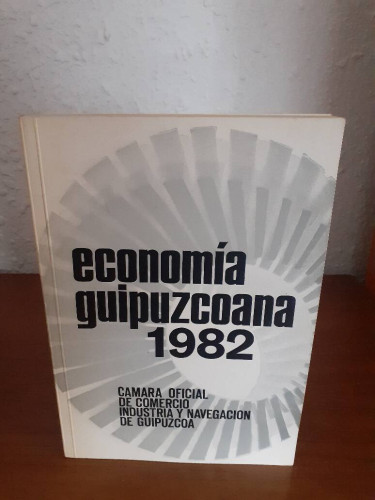 economía
guipuzcoana
1982
CAMARA OFICIAL
DE COMERCIO
INDUSTRIA Y NAVEGACION
DE GUIPUZCOA